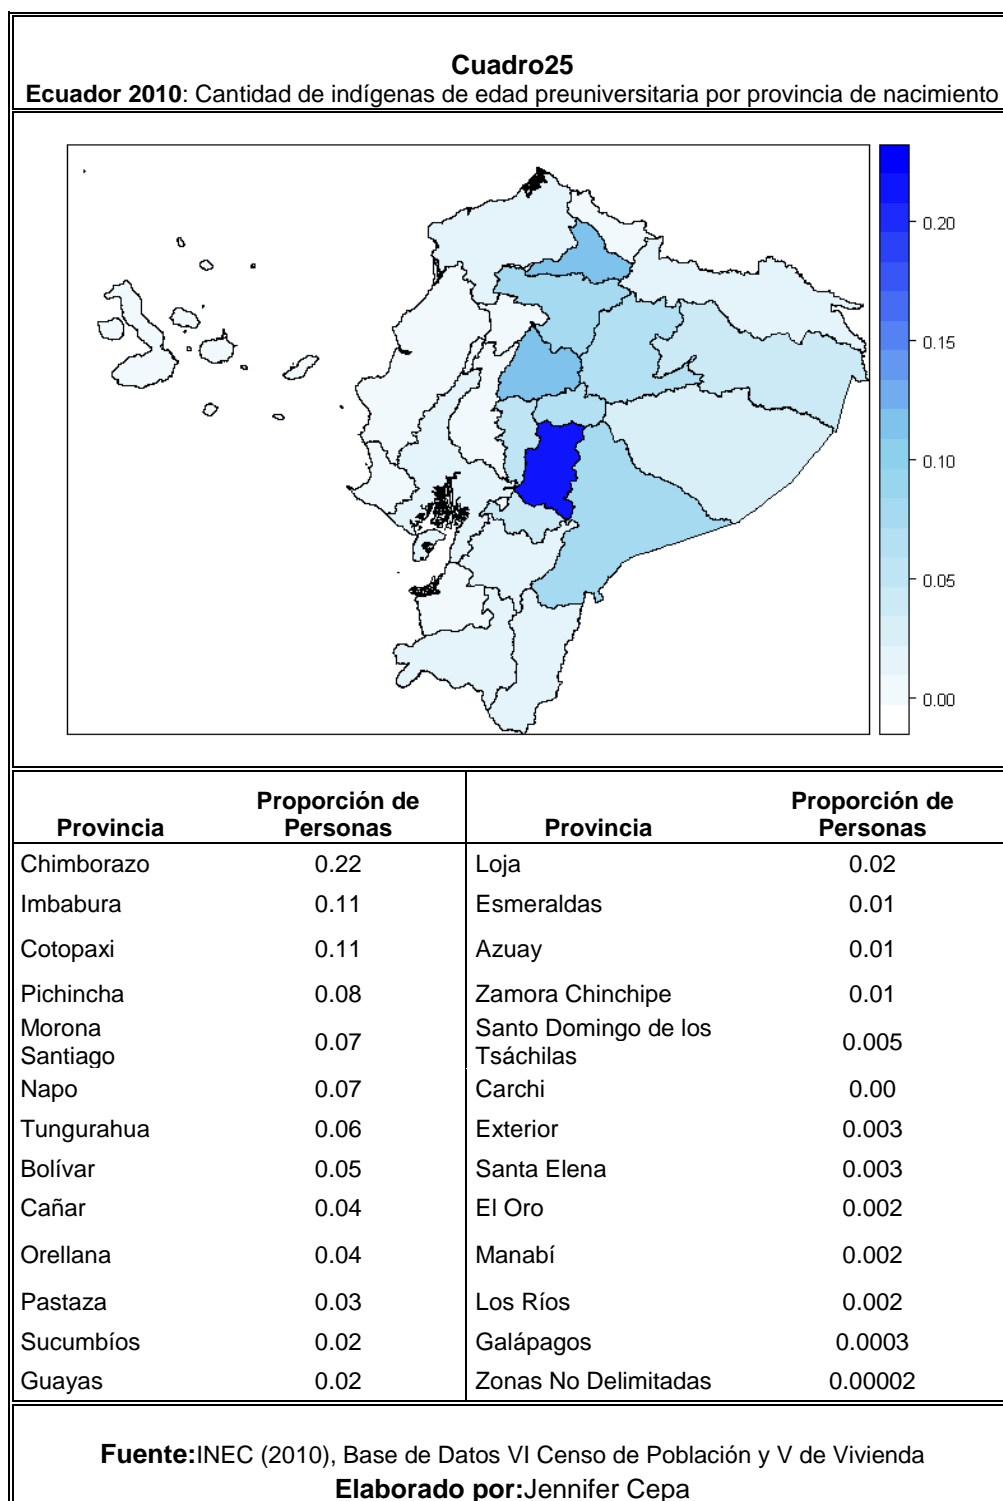 Cuadro25
Ecuador 2010: Cantidad de indígenas de edad preuniversitaria por provincia de nacimiento
0.20
0.15
0.10
0.05
0.00
Provincia Proporción de Personas Provincia Proporción de Personas
Chimborazo 0.22 Loja 0.02
Imbabura 0.11 Esmeraldas 0.01
Cotopaxi 0.11 Azuay 0.01
Pichincha 0.08 Zamora Chinchipe 0.01
Morona Santiago 0.07 Santo Domingo de los Tsáchilas 0.005
Napo 0.07 Carchi 0.00
Tungurahua 0.06 Exterior 0.003
Bolívar 0.05 Santa Elena 0.003
Cañar 0.04 El Oro 0.002
Orellana 0.04 Manabí 0.002
Pastaza 0.03 Los Ríos 0.002
Sucumbíos 0.02 Galápagos 0.0003
Guayas 0.02 Zonas No Delimitadas 0.00002
Fuente:INEC (2010), Base de Datos VI Censo de Población y V de Vivienda
Elaborado por:Jennifer Cepa